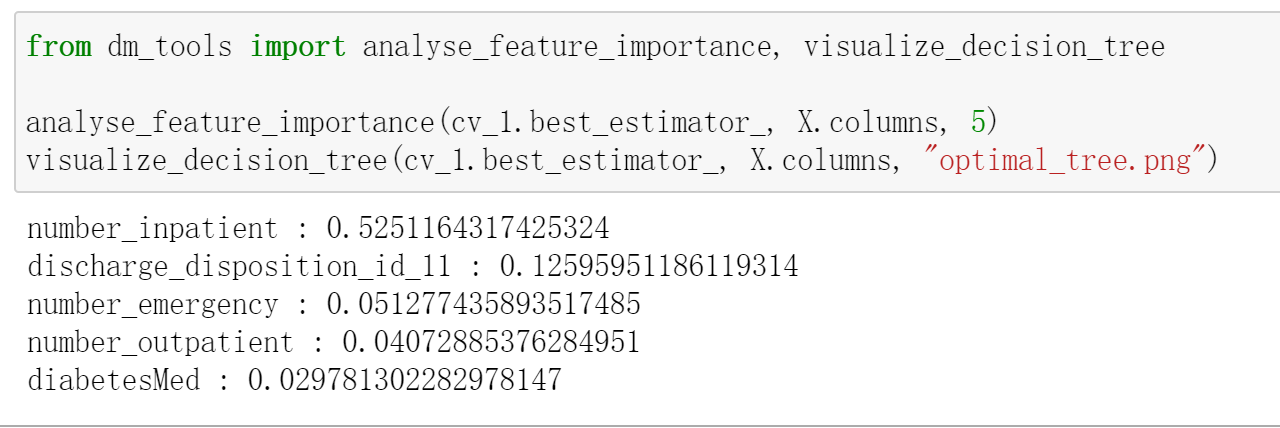 from dm_tools import analyse_feature_importance, visualize_decision_tree
analyse_feature_importance(cv_1.best_estimator_, X.columns, 5)
visualize_decision_tree(cv_1.best_estimator_, X.columns, "optimal_tree.png")
number_inpatient : 0.5251164317425324
discharge_disposition_id_11 : 0.12595951186119314
number_emergency : 0.051277435893517485
number_outpatient : 0.04072885376284951
diabetesMed : 0.029781302282978147